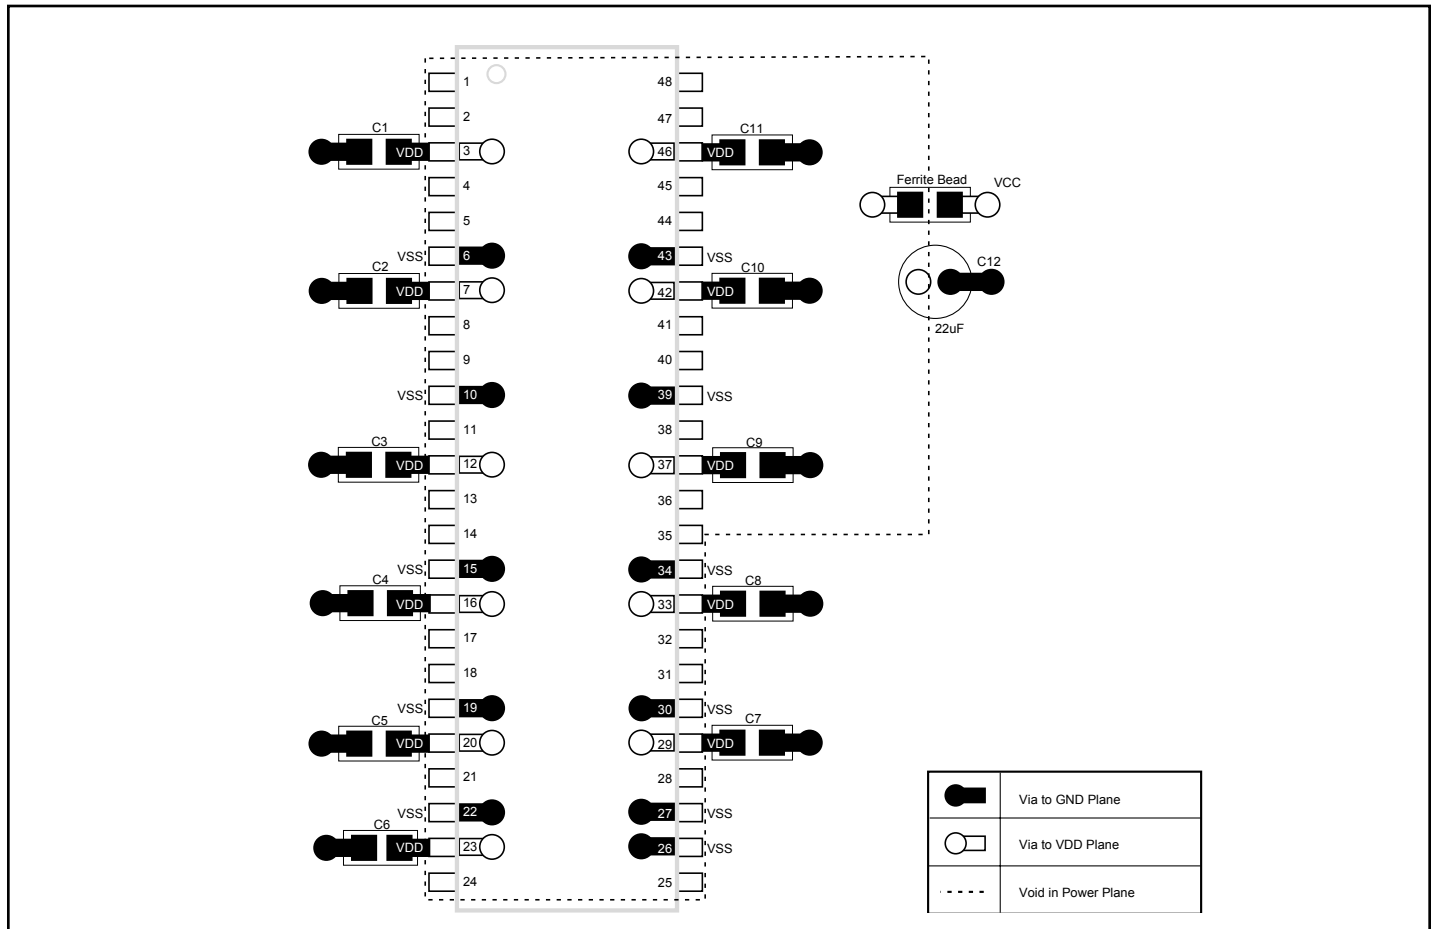 1 48
2 47
C1 C11
VDD 3 46 VDD
4 45
Ferrite Bead VCC
5 44
VSS 6 43 VSS
C2 C10 C12
VDD 7 42 VDD
8 41 22uF
9 40
VSS 10 39 VSS
11 38
C3 C9
VDD 12 37 VDD
13 36
14 35
VSS 15 34 VSS
C4 C8
VDD 16 33 VDD
17 32
18 31
VSS 19 30 VSS
C5 C7
VDD 20 29 VDD
21 28
VSS 22 27 VSS
C6
VDD 23 26 VSS
24 25
Via to GND Plane
Via to VDD Plane
Void in Power Plane